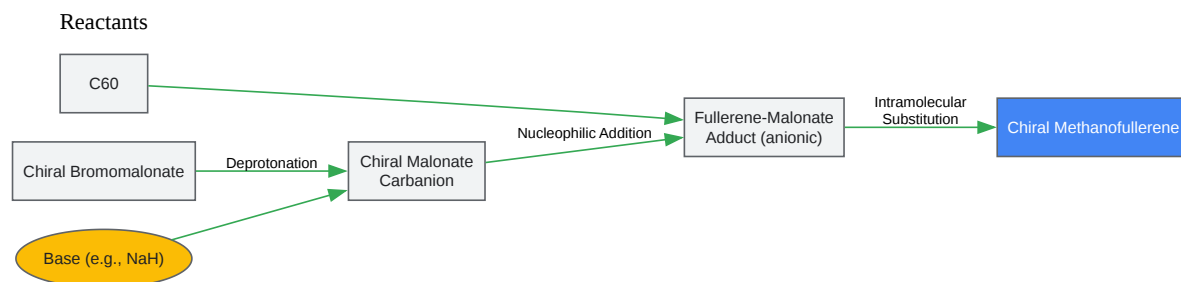 Reactants
C60
Chiral Bromomalonate
Base (e.g., NaH)
Deprotonation
Chiral Malonate
Carbanion
Nucleophilic Addition
Fullerene-Malonate
Adduct (anionic)
Intramolecular
Substitution
Chiral Methanofullerene